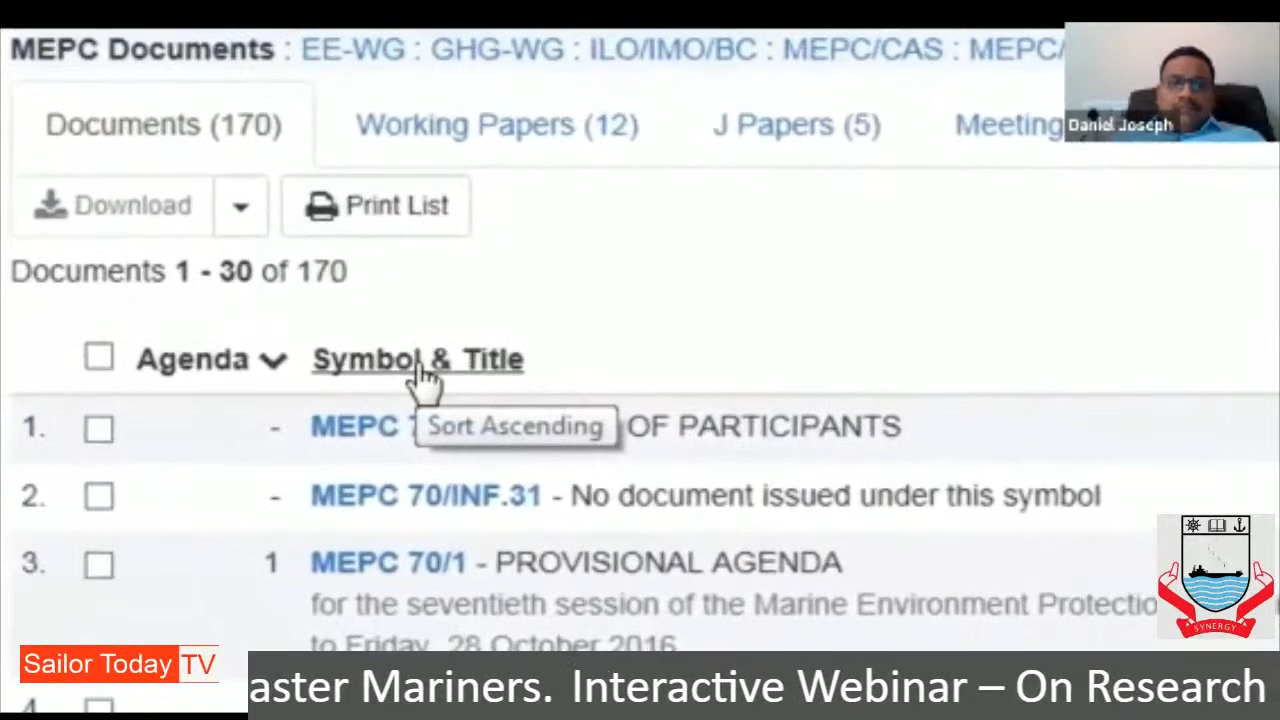 MEPC Documents : EE-WG : GHG-WG : ILO/IMO/BC : MEPC/CAS : MEPC/
Daniel Joseph
Documents (170) Working Papers (12) J Papers (5) Meeting
Download Print List
Documents 1 - 30 of 170
Agenda Symbol & Title
Sort Ascending
1. - MEPC OF PARTICIPANTS
2. - MEPC 70/INF.31 - No document issued under this symbol
3. 1 MEPC 70/1 - PROVISIONAL AGENDA
for the seventieth session of the Marine Environment Protectio
to Friday, 28 October 2016
4.
SYNERGY
Sailor Today TV
aster Mariners. Interactive Webinar – On Research